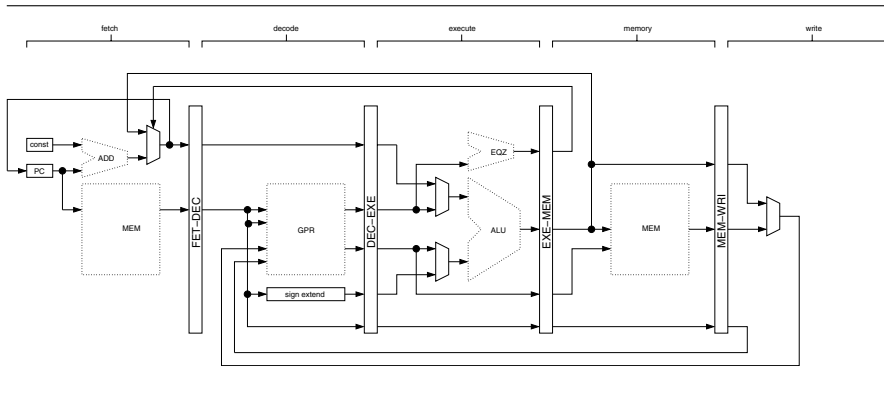 fetch
decode
execute
memory
write
const
PC
ADD
MEM
FET-DEC
GPR
sign extend
DEC-EXE
EQZ
ALU
EXE-MEM
MEM
MEM-WRI